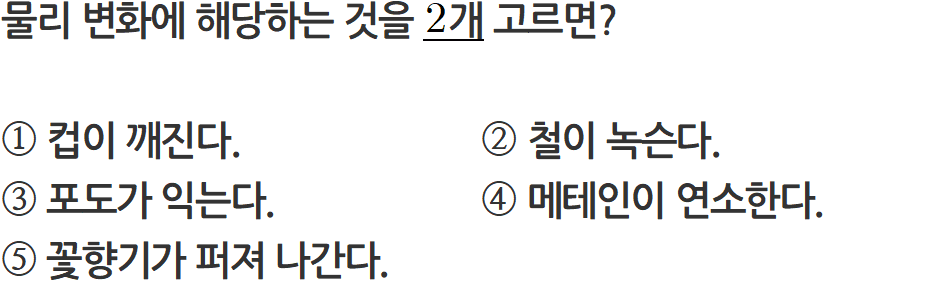 물리 변화에 해당하는 것을 2개 고르면?
① 컵이 깨진다. ② 철이 녹슨다.
③ 포도가 익는다. ④ 메테인이 연소한다.
⑤ 꽃향기가 퍼져 나간다.